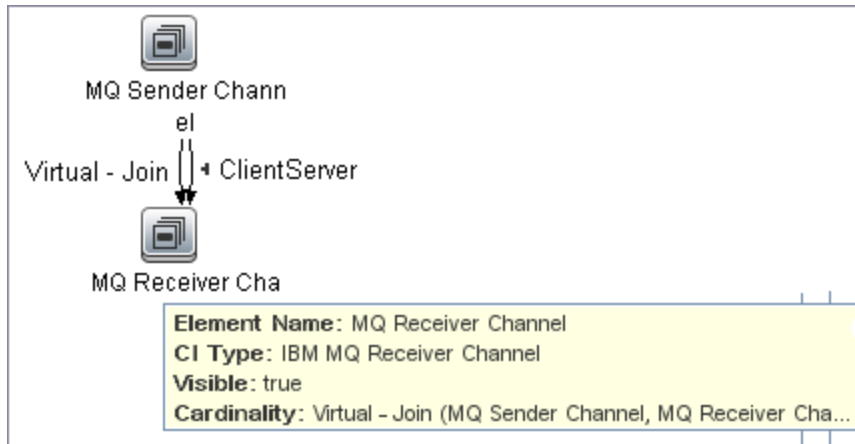 MQ Sender Chann
el
Virtual - Join ClientServer
MQ Receiver Cha
Element Name: MQ Receiver Channel
CI Type: IBM MQ Receiver Channel
Visible: true
Cardinality: Virtual - Join (MQ Sender Channel, MQ Receiver Cha...